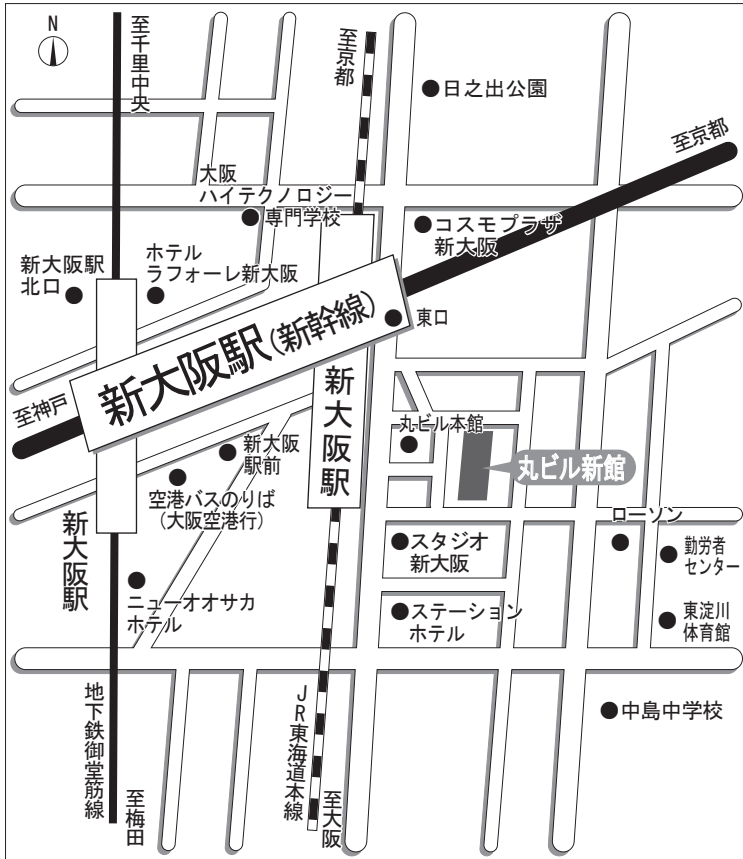 N
至千里中央
至京都
日之出公園
至京都
大阪
ハイテクノロジー
専門学校
コスモプラザ
新大阪
新大阪駅
北口
ホテル
ラフォーレ新大阪
新大阪駅(新幹線)
東口
至神戸
新大阪駅
丸ビル本館
丸ビル新館
新大阪
駅前
空港バスのりば
(大阪空港行)
新大阪駅
ローソン
スタジオ
新大阪
勤労者
センター
ニューオオサカ
ホテル
ステーション
ホテル
東淀川
体育館
地下鉄御堂筋線
至梅田
JR東海道本線
至大阪
中島中学校